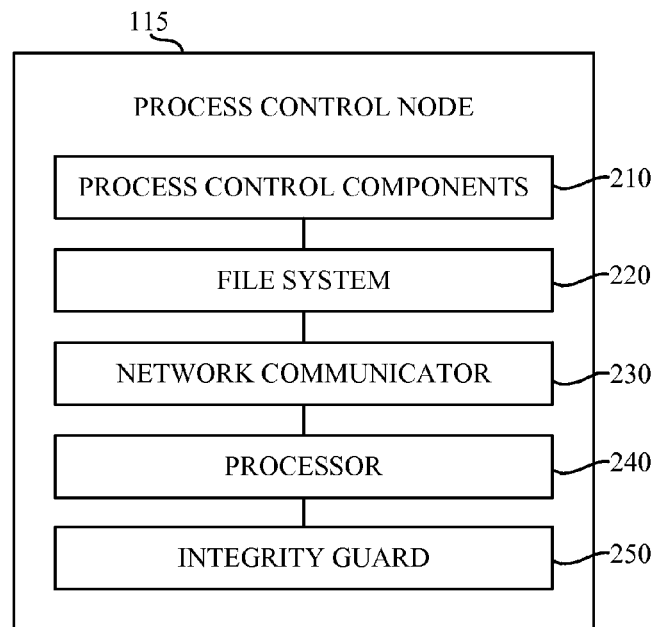 115
PROCESS CONTROL NODE
PROCESS CONTROL COMPONENTS 210
FILE SYSTEM 220
NETWORK COMMUNICATOR 230
PROCESSOR 240
INTEGRITY GUARD 250